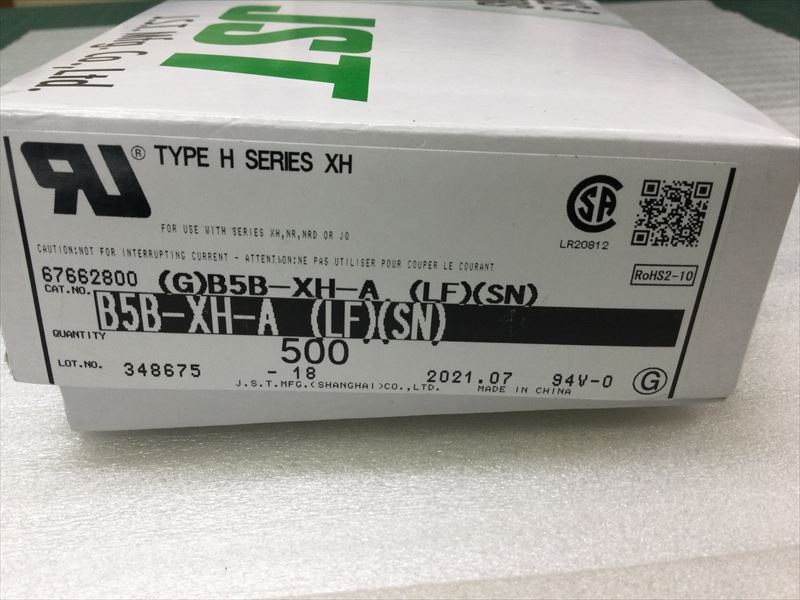 JST
J.S.T.Mfg.Co.,Ltd.
RU ® TYPE H SERIES XH
FOR USE WITH SERIES XH,NR,NRD OR JQ
CAUTION:NOT FOR INTERRUPTING CURRENT - ATTENTION:NE PAS UTILISER POUR COUPER LE COURANT
SA
LR20812
RoHS2-10
67662800 (G)B5B-XH-A (LF)(SN)
CAT.NO.
B5B-XH-A (LF)(SN)
QUANTITY 500
LOT.NO. 348675 - 18 2021.07 94V-0 G
J.S.T.MFG.(SHANGHAI)CO.,LTD. MADE IN CHINA